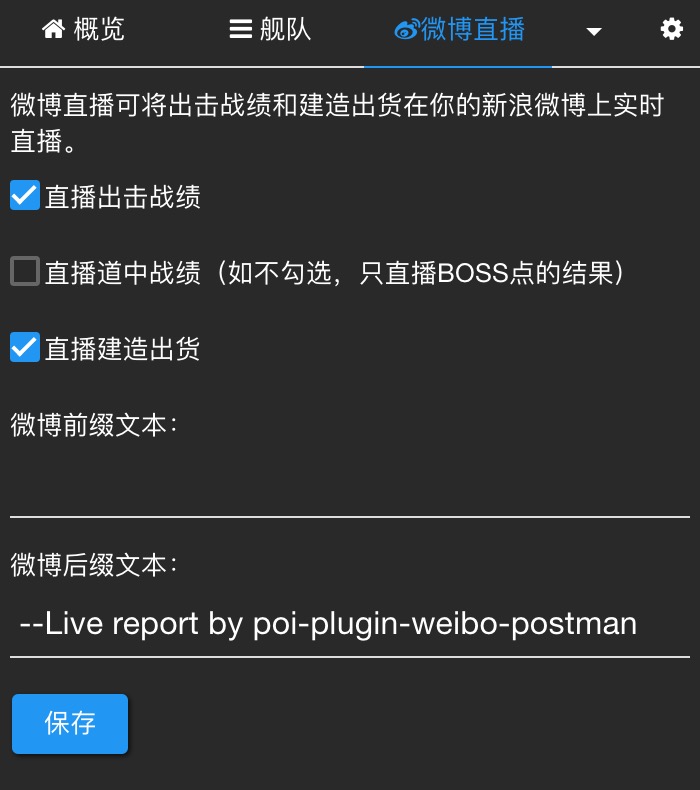 概览 舰队 微博直播
微博直播可将出击战绩和建造出货在你的新浪微博上实时
直播。
直播出击战绩
直播道中战绩（如不勾选，只直播BOSS点的结果）
直播建造出货
微博前缀文本：
微博后缀文本：
--Live report by poi-plugin-weibo-postman
保存